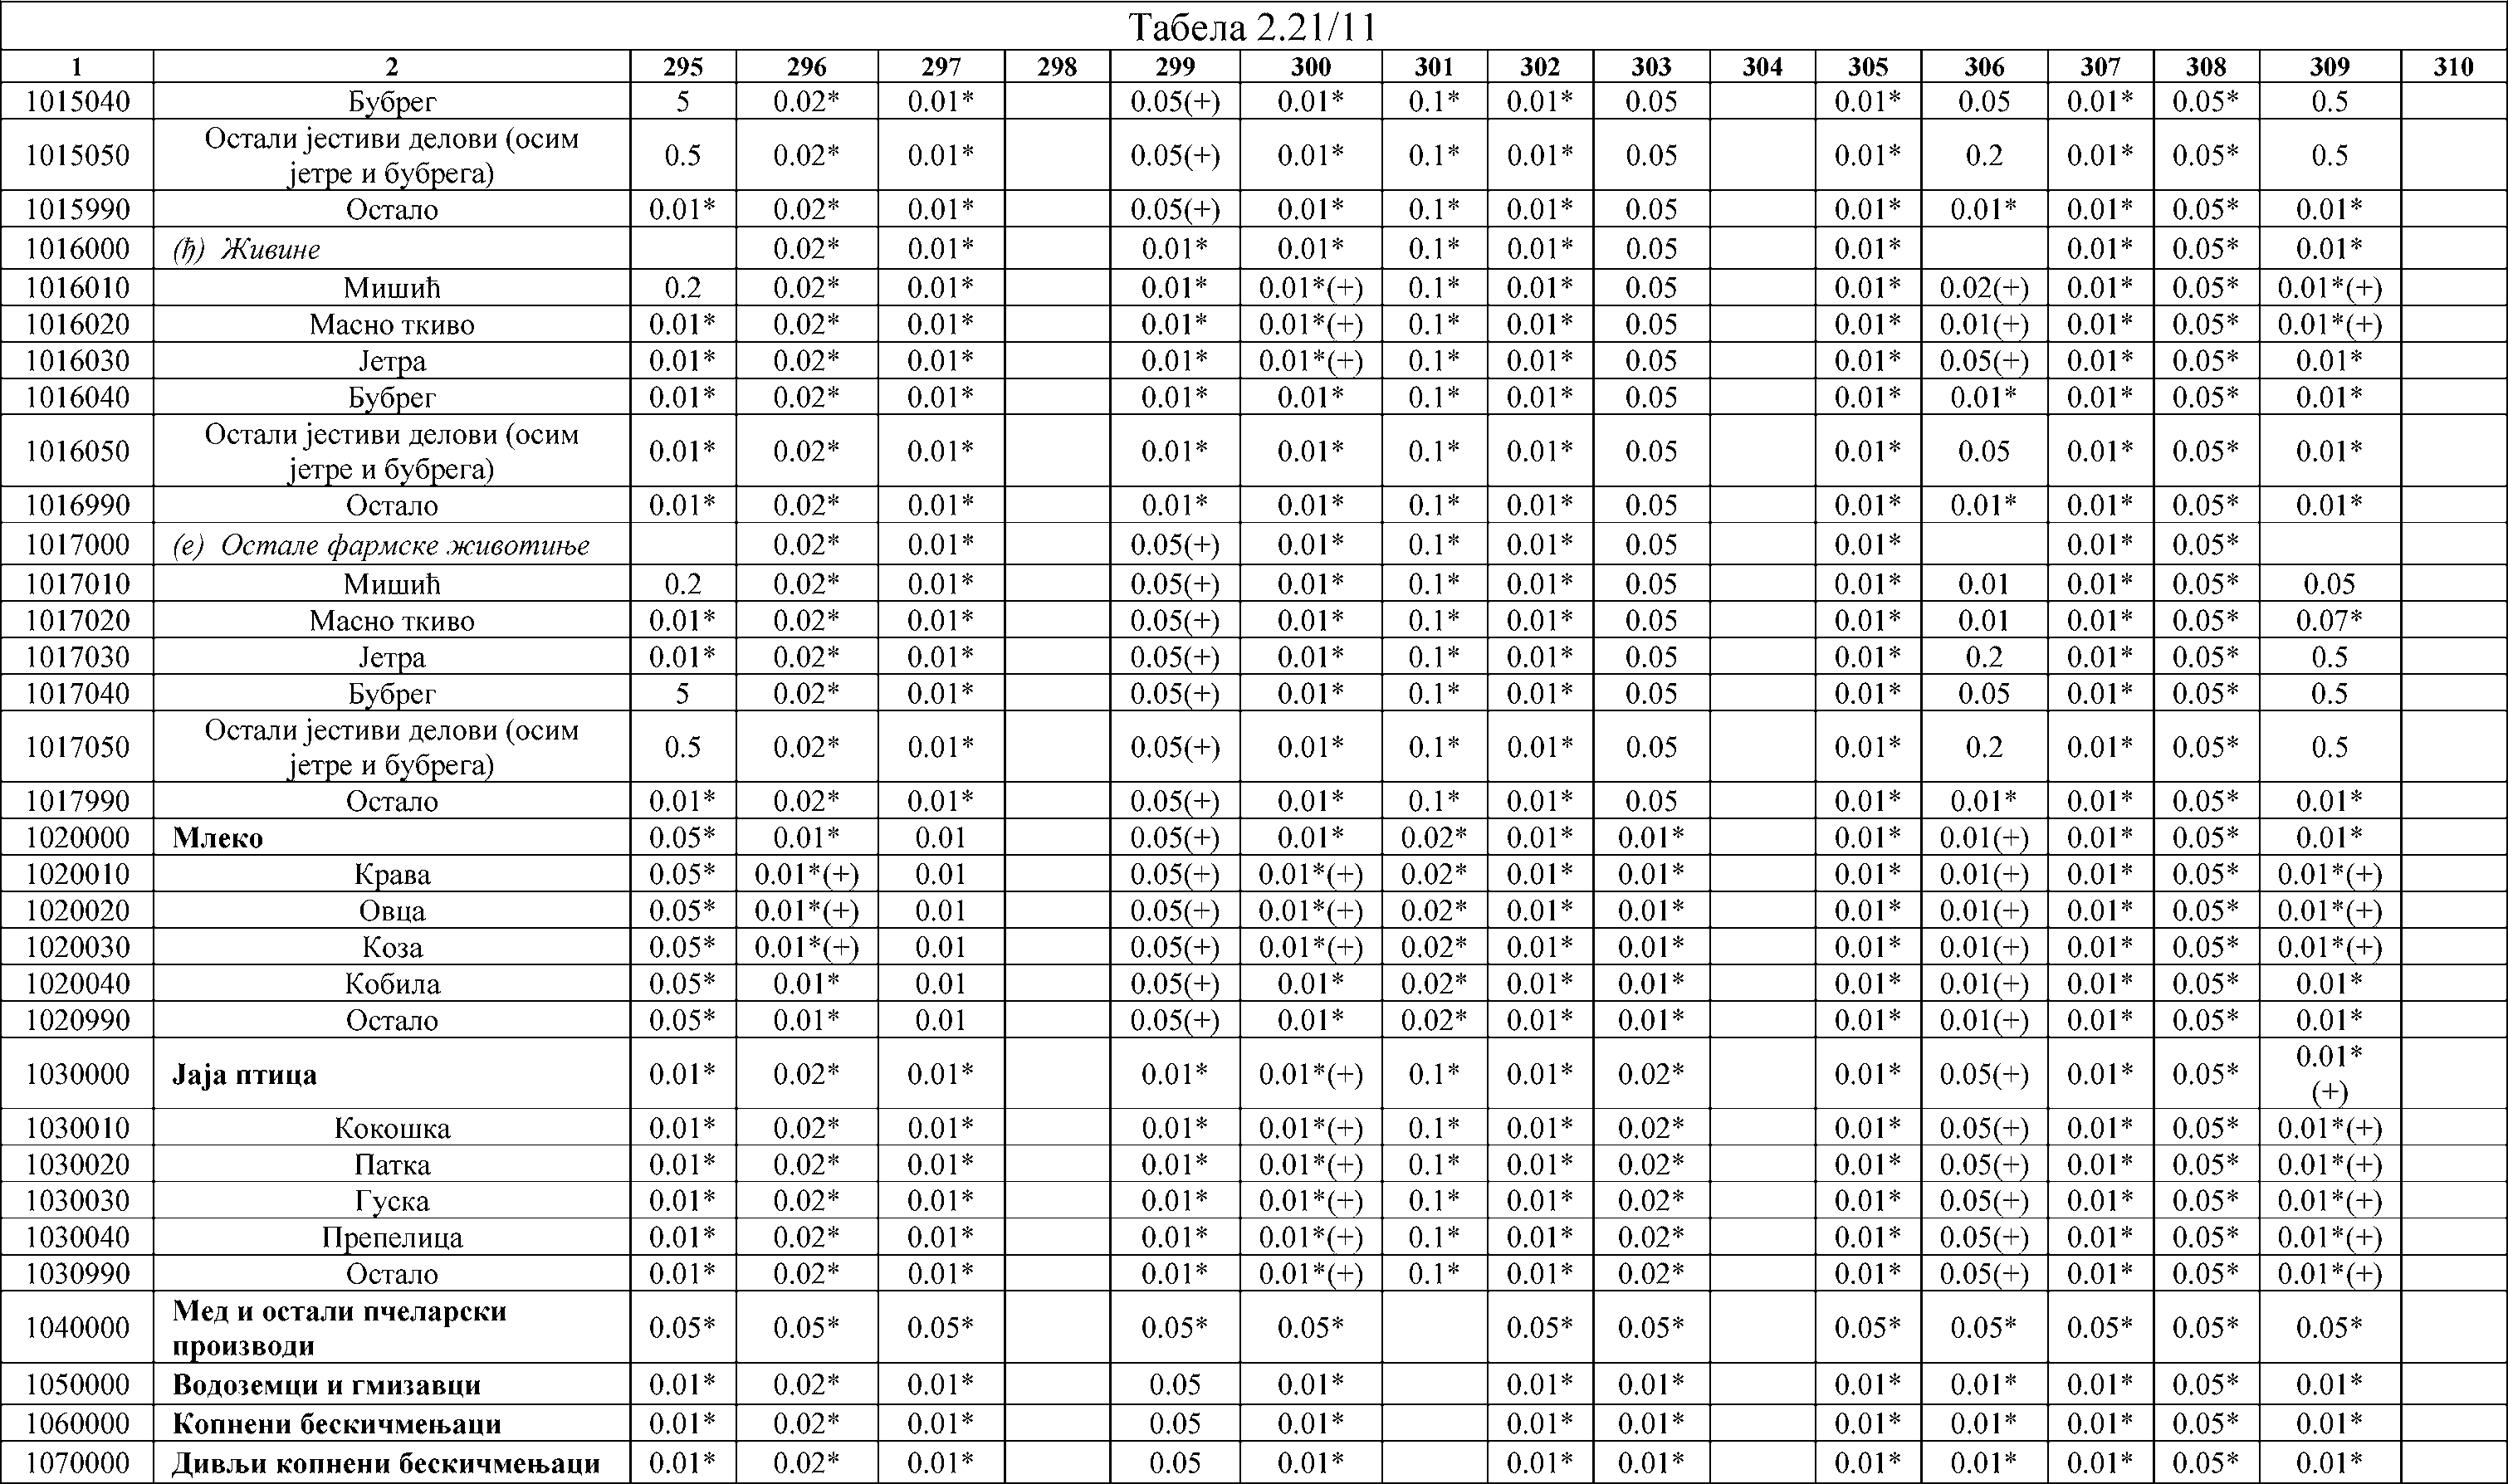 Табела 2.21/11
1 2 295 296 297 298 299 300 301 302 303 304 305 306 307 308 309 310
1015040 Бубрег 5 0.02* 0.01* 0.05(+) 0.01* 0.1* 0.01* 0.05 0.01* 0.05 0.01* 0.05* 0.5
Остали јестиви делови (осим
1015050 јетре и бубрега) 0.5 0.02* 0.01* 0.05(+) 0.01* 0.1* 0.01* 0.05 0.01* 0.2 0.01* 0.05* 0.5
1015990 Остало 0.01* 0.02* 0.01* 0.05(+) 0.01* 0.1* 0.01* 0.05 0.01* 0.01* 0.01* 0.05* 0.01*
1016000 (ђ) Живине 0.02* 0.01* 0.01* 0.01* 0.1* 0.01* 0.05 0.01* 0.01* 0.05* 0.01*
1016010 Мишић 0.2 0.02* 0.01* 0.01* 0.01*(+) 0.1* 0.01* 0.05 0.01* 0.02(+) 0.01* 0.05* 0.01*(+)
1016020 Масно ткиво 0.01* 0.02* 0.01* 0.01* 0.01*(+) 0.1* 0.01* 0.05 0.01* 0.01(+) 0.01* 0.05* 0.01*(+)
1016030 Јетра 0.01* 0.02* 0.01* 0.01* 0.01*(+) 0.1* 0.01* 0.05 0.01* 0.05(+) 0.01* 0.05* 0.01*
1016040 Бубрег 0.01* 0.02* 0.01* 0.01* 0.01* 0.1* 0.01* 0.05 0.01* 0.01* 0.01* 0.05* 0.01*
Остали јестиви делови (осим
1016050 јетре и бубрега) 0.01* 0.02* 0.01* 0.01* 0.01* 0.1* 0.01* 0.05 0.01* 0.05 0.01* 0.05* 0.01*
1016990 Остало 0.01* 0.02* 0.01* 0.01* 0.01* 0.1* 0.01* 0.05 0.01* 0.01* 0.01* 0.05* 0.01*
1017000 (е) Остале фармске животиње 0.02* 0.01* 0.05(+) 0.01* 0.1* 0.01* 0.05 0.01* 0.01* 0.05*
1017010 Мишић 0.2 0.02* 0.01* 0.05(+) 0.01* 0.1* 0.01* 0.05 0.01* 0.01 0.01* 0.05* 0.05
1017020 Масно ткиво 0.01* 0.02* 0.01* 0.05(+) 0.01* 0.1* 0.01* 0.05 0.01* 0.01 0.01* 0.05* 0.07*
1017030 Јетра 0.01* 0.02* 0.01* 0.05(+) 0.01* 0.1* 0.01* 0.05 0.01* 0.2 0.01* 0.05* 0.5
1017040 Бубрег 5 0.02* 0.01* 0.05(+) 0.01* 0.1* 0.01* 0.05 0.01* 0.05 0.01* 0.05* 0.5
Остали јестиви делови (осим
1017050 јетре и бубрега) 0.5 0.02* 0.01* 0.05(+) 0.01* 0.1* 0.01* 0.05 0.01* 0.2 0.01* 0.05* 0.5
1017990 Остало 0.01* 0.02* 0.01* 0.05(+) 0.01* 0.1* 0.01* 0.05 0.01* 0.01* 0.01* 0.05* 0.01*
1020000 Млеко 0.05* 0.01* 0.01 0.05(+) 0.01* 0.02* 0.01* 0.01* 0.01* 0.01(+) 0.01* 0.05* 0.01*
1020010 Крава 0.05* 0.01*(+) 0.01 0.05(+) 0.01*(+) 0.02* 0.01* 0.01* 0.01* 0.01(+) 0.01* 0.05* 0.01*(+)
1020020 Овца 0.05* 0.01*(+) 0.01 0.05(+) 0.01*(+) 0.02* 0.01* 0.01* 0.01* 0.01(+) 0.01* 0.05* 0.01*(+)
1020030 Коза 0.05* 0.01*(+) 0.01 0.05(+) 0.01*(+) 0.02* 0.01* 0.01* 0.01* 0.01(+) 0.01* 0.05* 0.01*(+)
1020040 Кобила 0.05* 0.01* 0.01 0.05(+) 0.01* 0.02* 0.01* 0.01* 0.01* 0.01(+) 0.01* 0.05* 0.01*
1020990 Остало 0.05* 0.01* 0.01 0.05(+) 0.01* 0.02* 0.01* 0.01* 0.01* 0.01(+) 0.01* 0.05* 0.01*
1030000 Јаја птица 0.01* 0.02* 0.01* 0.01* 0.01*(+) 0.1* 0.01* 0.02* 0.01* 0.05(+) 0.01* 0.05* 0.01*
(+)
1030010 Кокошка 0.01* 0.02* 0.01* 0.01* 0.01*(+) 0.1* 0.01* 0.02* 0.01* 0.05(+) 0.01* 0.05* 0.01*(+)
1030020 Патка 0.01* 0.02* 0.01* 0.01* 0.01*(+) 0.1* 0.01* 0.02* 0.01* 0.05(+) 0.01* 0.05* 0.01*(+)
1030030 Гуска 0.01* 0.02* 0.01* 0.01* 0.01*(+) 0.1* 0.01* 0.02* 0.01* 0.05(+) 0.01* 0.05* 0.01*(+)
1030040 Препелица 0.01* 0.02* 0.01* 0.01* 0.01*(+) 0.1* 0.01* 0.02* 0.01* 0.05(+) 0.01* 0.05* 0.01*(+)
1030990 Остало 0.01* 0.02* 0.01* 0.01* 0.01*(+) 0.1* 0.01* 0.02* 0.01* 0.05(+) 0.01* 0.05* 0.01*(+)
Мед и остали пчеларски
1040000 производи 0.05* 0.05* 0.05* 0.05* 0.05* 0.05* 0.05* 0.05* 0.05* 0.05* 0.05* 0.05*
1050000 Водоземци и гмизавци 0.01* 0.02* 0.01* 0.05 0.01* 0.01* 0.01* 0.01* 0.01* 0.01* 0.05* 0.01*
1060000 Копнени бескичмењаци 0.01* 0.02* 0.01* 0.05 0.01* 0.01* 0.01* 0.01* 0.01* 0.01* 0.05* 0.01*
1070000 Дивљи копнени бескичмењаци 0.01* 0.02* 0.01* 0.05 0.01* 0.01* 0.01* 0.01* 0.01* 0.01* 0.05* 0.01*